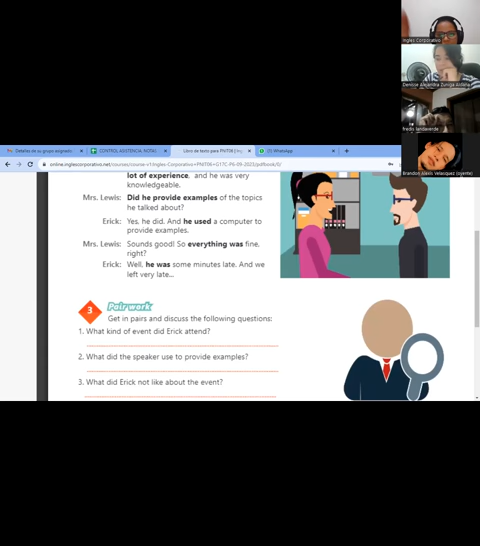 Ingles Corporativo
Denisse Alejandra Zuniga
fredo landaverde
Brandon Alexis Velazquez (oyente)
Detalles de su grupo originado
CONTROL ASISTENCIA- NOTA
Libro de texto para PNT06 | In
WhatsApp
lot of experience, and he was very
knowledgeable.
Mrs. Lewis: Did he provide examples of the topics
he talked about?
Erick: Yes, he did. And he used a computer to
provide examples.
Mrs. Lewis: Sounds good! So everything was fine,
right?
Erick: Well, he was some minutes late. And we
left very late...
3
Pair work
Get in pairs and discuss the following questions:
1. What kind of event did Erick attend?
2. What did the speaker use to provide examples?
3. What did Erick not like about the event?